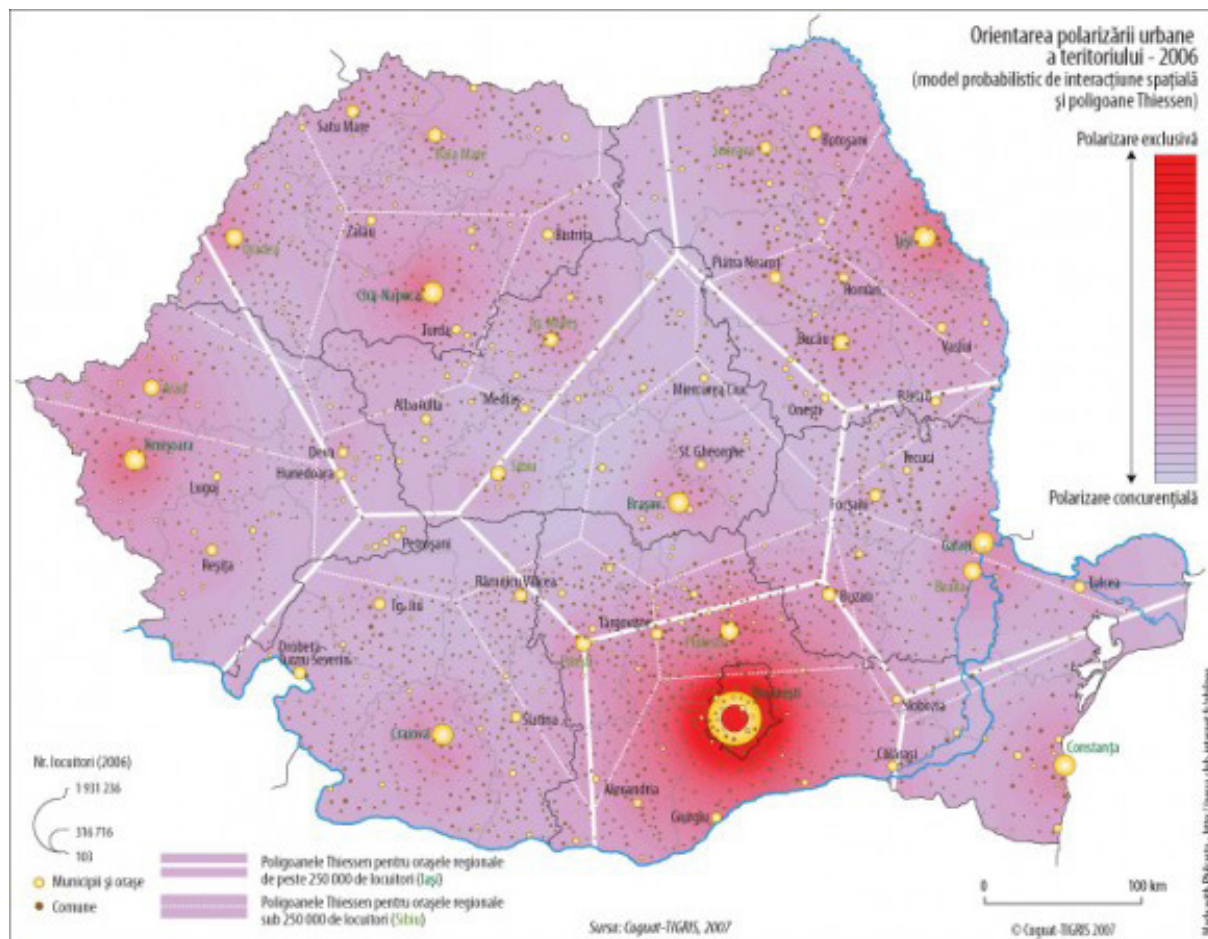 Orientarea polarizării urbane
a teritoriului - 2006
(model probabilistic de interacțiune spațială
și poligoane Thiessen)
Polarizare exclusivă
Polarizare concurențială
Satu Mare
Baia Mare
Suceava
Botoșani
Oradea
Zalău
Bistrița
Iași
Piatra Neamț
Roman
Cluj-Napoca
Turda
Tg. Mureș
Bacău
Vaslui
Arad
Alba Iulia
Mediaș
Miercurea Ciuc
Onești
Bârlad
Timișoara
Deva
Hunedoara
Sibiu
Sf. Gheorghe
Tecuci
Lugoj
Brașov
Focșani
Galați
Reșița
Petroșani
Râmnicu Vâlcea
Brăila
Tulcea
Tg. Jiu
Buzău
Târgoviște
Ploiești
Pitești
Drobeta-
Turnu Severin
București
Slobozia
Craiova
Slatina
Constanța
Călărași
Alexandria
Giurgiu
Nr. locuitori (2006)
1 931 236
316 716
103
Municipii și orașe
Comune
Poligoanele Thiessen pentru orașele regionale
de peste 250 000 de locuitori (Iași)
Poligoanele Thiessen pentru orașele regionale
sub 250 000 de locuitori (Sibiu)
Sursa: Coguat-TIGRIS, 2007
0
100 km
© Coguat-TIGRIS 2007